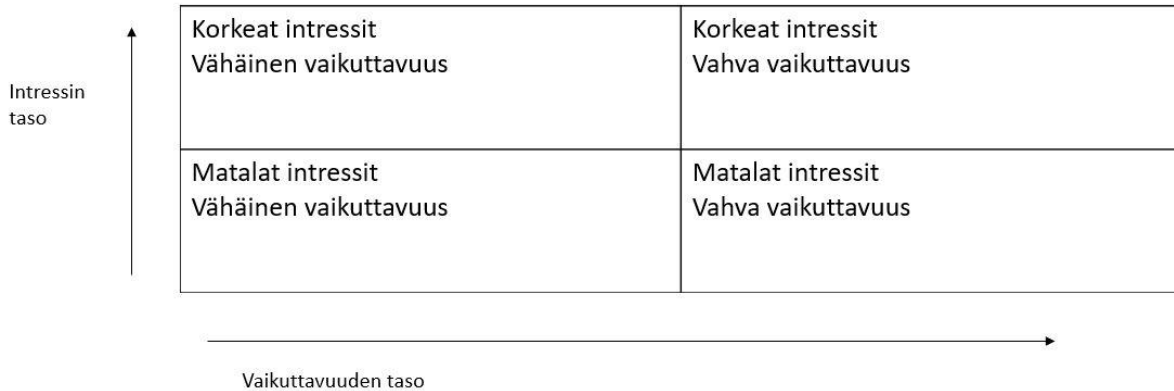 Korkeat intressit
Vähäinen vaikuttavuus
Korkeat intressit
Vahva vaikuttavuus
Intressin
taso
Matalat intressit
Vähäinen vaikuttavuus
Matalat intressit
Vahva vaikuttavuus
Vaikuttavuuden taso